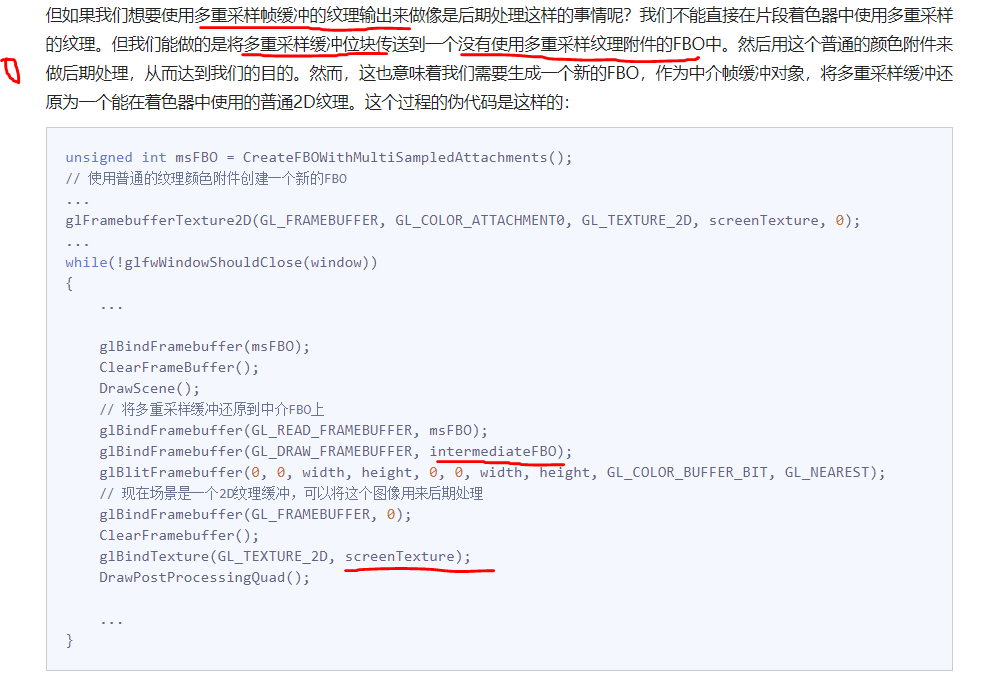 但如果我们想要使用多重采样帧缓冲的纹理输出来做像是后期处理这样的事情呢？我们不能直接在片段着色器中使用多重采样
的纹理。但我们能做的是将多重采样缓冲位块传送到一个没有使用多重采样纹理附件的FBO中。然后用这个普通的颜色附件来
做后期处理，从而达到我们的目的。然而，这也意味着我们需要生成一个新的FBO，作为中介帧缓冲对象，将多重采样缓冲还
原为一个能在着色器中使用的普通2D纹理。这个过程的伪代码是这样的：
unsigned int msFBO = CreateFBOWithMultiSampledAttachments();
// 使用普通的纹理颜色附件创建一个新的FBO
...
glFramebufferTexture2D(GL_FRAMEBUFFER, GL_COLOR_ATTACHMENT0, GL_TEXTURE_2D, screenTexture, 0);
...
while(!glfwWindowShouldClose(window))
{
    ...
    glBindFramebuffer(msFBO);
    ClearFrameBuffer();
    DrawScene();
    // 将多重采样缓冲还原到中介FBO上
    glBindFramebuffer(GL_READ_FRAMEBUFFER, msFBO);
    glBindFramebuffer(GL_DRAW_FRAMEBUFFER, intermediateFBO);
    glBlitFramebuffer(0, 0, width, height, 0, 0, width, height, GL_COLOR_BUFFER_BIT, GL_NEAREST);
    // 现在场景是一个2D纹理缓冲，可以将这个图像用来后期处理
    glBindFramebuffer(GL_FRAMEBUFFER, 0);
    ClearFramebuffer();
    glBindTexture(GL_TEXTURE_2D, screenTexture);
    DrawPostProcessingQuad();
    ...
}